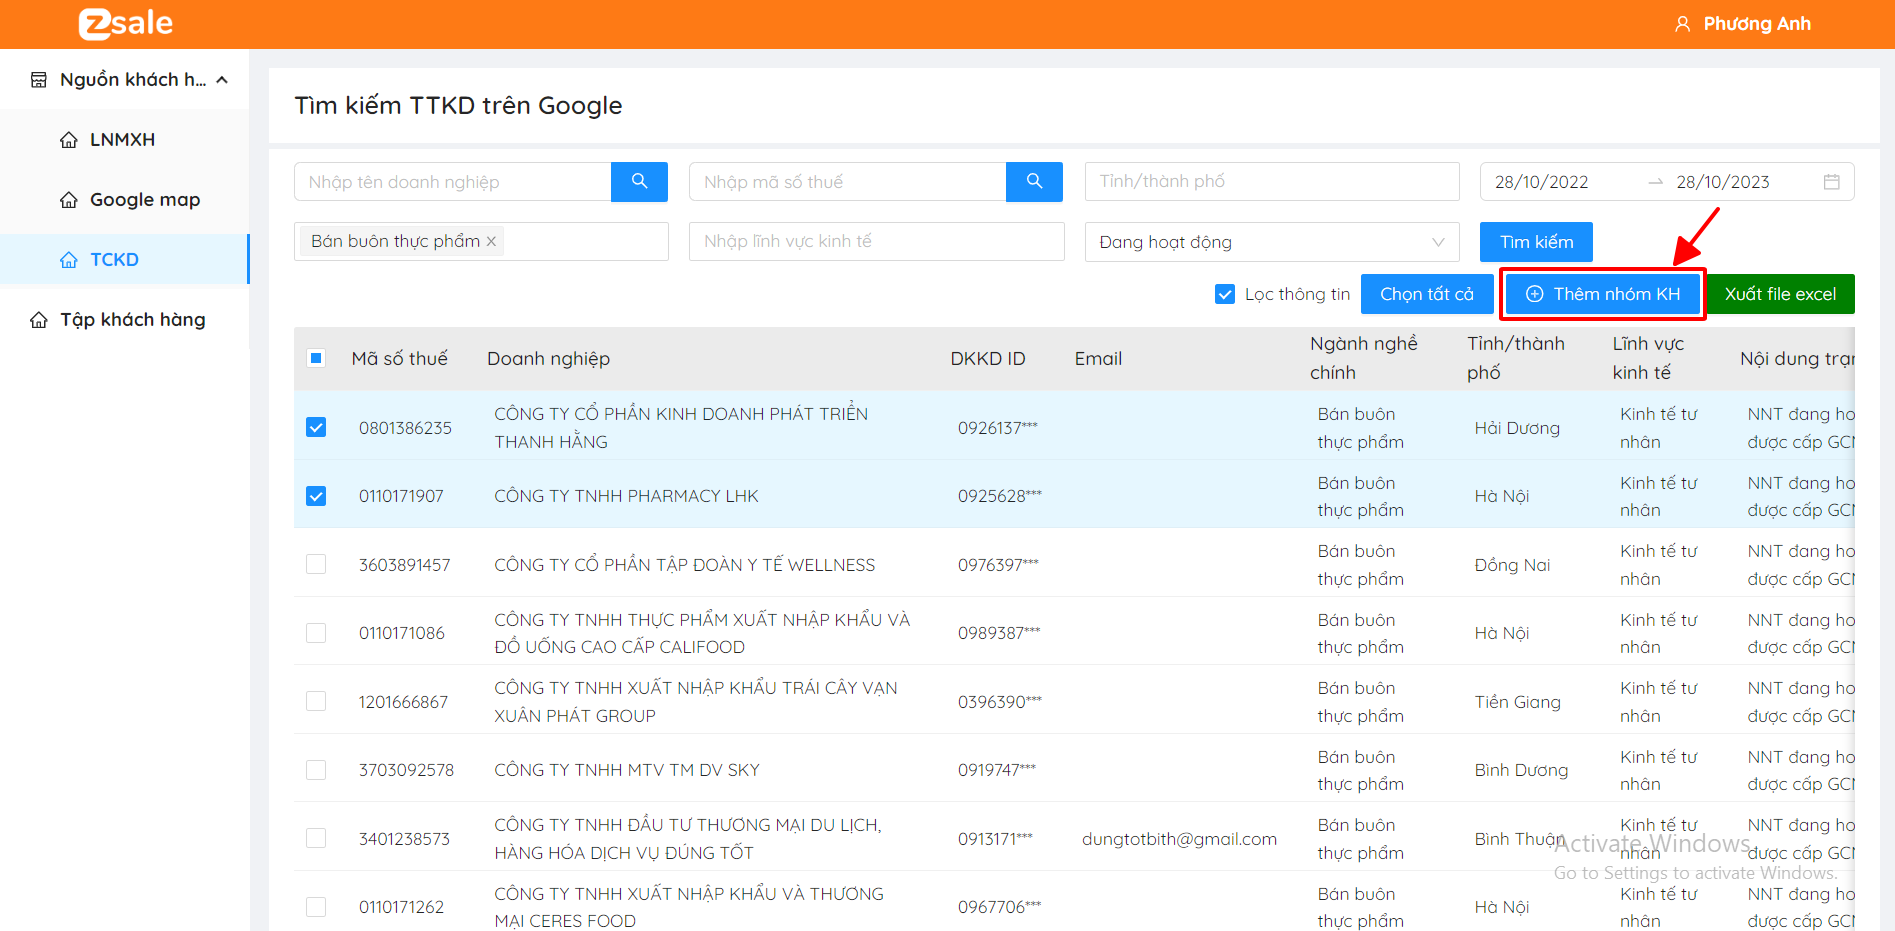 zsale
Phương Anh
Nguồn khách h...
LNMXH
Google map
TCKD
Tập khách hàng
Tìm kiếm TTKD trên Google
Nhập tên doanh nghiệp
Nhập mã số thuế
Tỉnh/thành phố
28/10/2022
28/10/2023
Bán buôn thực phẩm
Nhập lĩnh vực kinh tế
Đang hoạt động
Tìm kiếm
Lọc thông tin
Chọn tất cả
Thêm nhóm KH
Xuất file excel
Mã số thuế
Doanh nghiệp
DKKD ID
Email
Ngành nghề
chính
Tỉnh/thành
phố
Lĩnh vực
kinh tế
Nội dung trạn
0801386235
CÔNG TY CỔ PHẦN KINH DOANH PHÁT TRIỂN
THANH HẰNG
0926137***
Bán buôn
thực phẩm
Hải Dương
Kinh tế tư
nhân
NNT đang ho
được cấp GCN
0110171907
CÔNG TY TNHH PHARMACY LHK
0925628***
Bán buôn
thực phẩm
Hà Nội
Kinh tế tư
nhân
NNT đang ho
được cấp GCN
3603891457
CÔNG TY CỔ PHẦN TẬP ĐOÀN Y TẾ WELLNESS
0976397***
Bán buôn
thực phẩm
Đồng Nai
Kinh tế tư
nhân
NNT đang ho
được cấp GCN
0110171086
CÔNG TY TNHH THỰC PHẨM XUẤT NHẬP KHẨU VÀ
ĐỒ UỐNG CAO CẤP CALIFOOD
0989387***
Bán buôn
thực phẩm
Hà Nội
Kinh tế tư
nhân
NNT đang ho
được cấp GCN
1201666867
CÔNG TY TNHH XUẤT NHẬP KHẨU TRÁI CÂY VẠN
XUÂN PHÁT GROUP
0396390***
Bán buôn
thực phẩm
Tiền Giang
Kinh tế tư
nhân
NNT đang ho
được cấp GCN
3703092578
CÔNG TY TNHH MTV TM DV SKY
0919747***
Bán buôn
thực phẩm
Bình Dương
Kinh tế tư
nhân
NNT đang ho
được cấp GCN
3401238573
CÔNG TY TNHH ĐẦU TƯ THƯƠNG MẠI DU LỊCH,
HÀNG HÓA DỊCH VỤ ĐÚNG TỐT
0913171***
dungtotbith@gmail.com
Bán buôn
thực phẩm
Bình Thuận
Kinh tế tư
nhân
NNT đang ho
được cấp GCN
Activate Windows
Go to Settings to activate Windows.
0110171262
CÔNG TY TNHH XUẤT NHẬP KHẨU VÀ THƯƠNG
MẠI CERES FOOD
0967706***
Bán buôn
thực phẩm
Hà Nội
Kinh tế tư
nhân
NNT đang ho
được cấp GCN